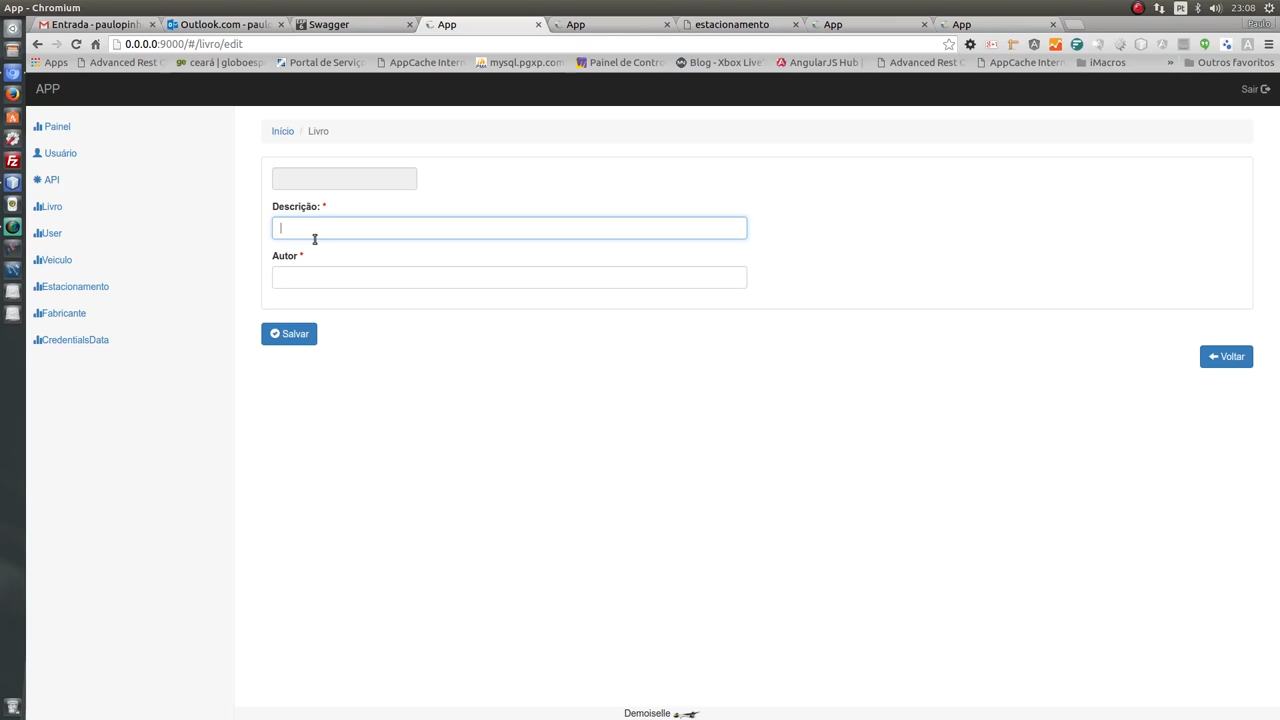 App - Chromium
Pt
23:08
Entrada - paulopinh
Outlook.com - paulo
Swagger
App
App
estacionamento
App
App
Paulo
0.0.0.0:9000/#/livro/edit
Apps
Advanced Rest C
ceará | globoesp
Portal de Serviç
AppCache Intern
mysql.pgxp.com
Painel de Contro
Blog - Xbox Live'
AngularJS Hub |
Advanced Rest C
AppCache Intern
iMacros
»
Outros favoritos
APP
Sair
Painel
Usuário
API
Livro
User
Veiculo
Estacionamento
Fabricante
CredentialsData
Início / Livro
Descrição: *
Autor *
Salvar
Voltar
Demoiselle